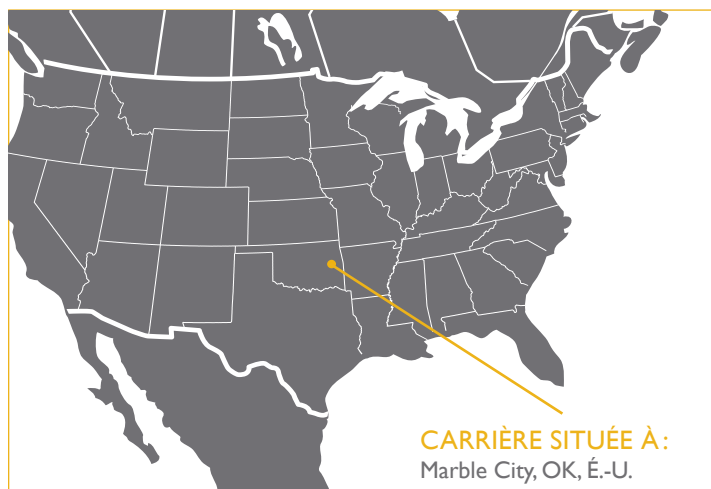 CARRIÈRE SITUÉE À :
Marble City, OK, É.-U.